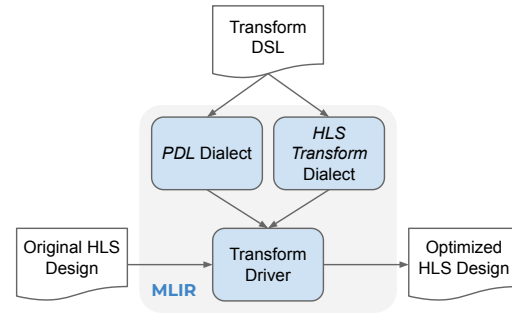 Transform
DSL
PDL Dialect
HLS
Transform
Dialect
Original HLS
Design
Transform
Driver
Optimized
HLS Design
MLIR